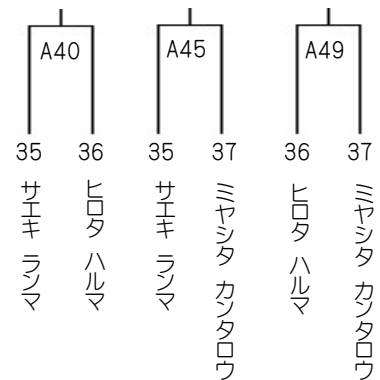 A40
A45
A49
35
36
35
37
36
37
サエキ ランマ
ヒロタ ハルマ
サエキ ランマ
ミヤシタ カンタロウ
ヒロタ ハルマ
ミヤシタ カンタロウ